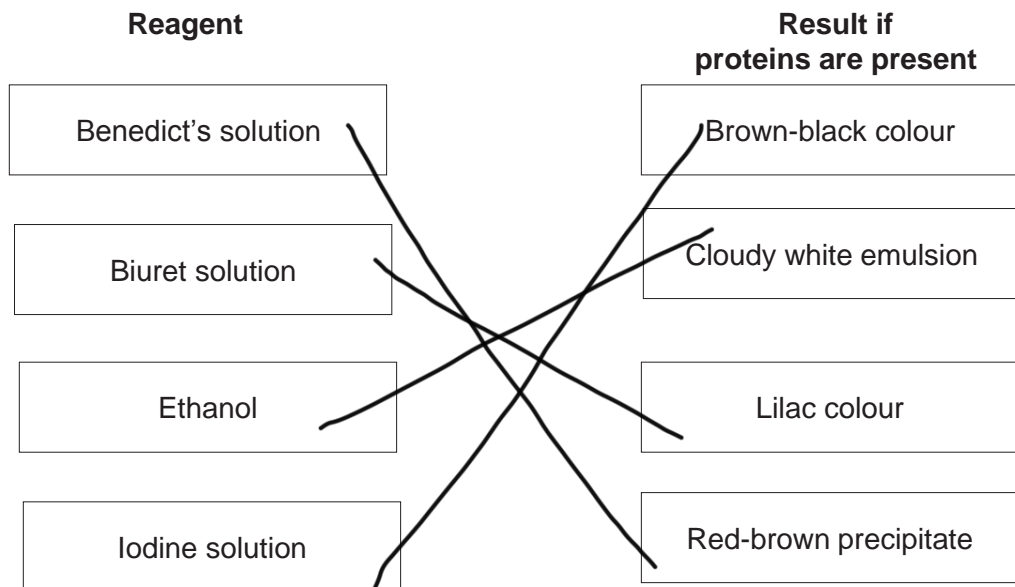 Reagent
Result if
proteins are present
Benedict’s solution
Brown-black colour
Biuret solution
Cloudy white emulsion
Ethanol
Lilac colour
Iodine solution
Red-brown precipitate